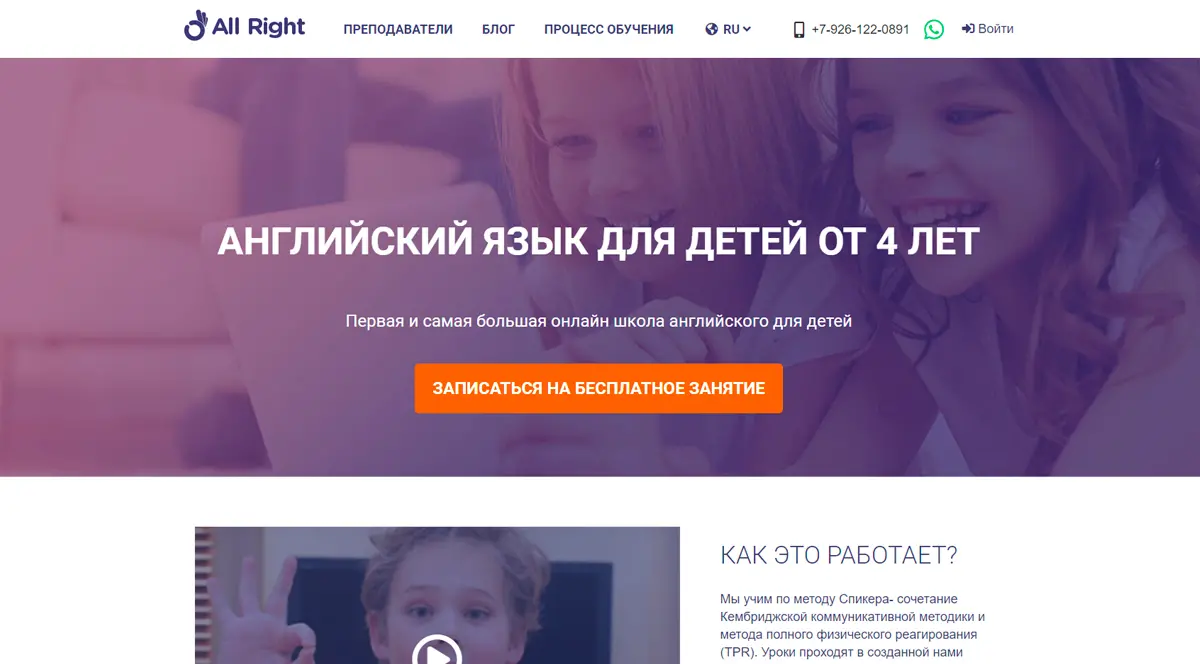 All Right
ПРЕПОДАВАТЕЛИ
БЛОГ
ПРОЦЕСС ОБУЧЕНИЯ
RU
+7-926-122-0891
Войти
АНГЛИЙСКИЙ ЯЗЫК ДЛЯ ДЕТЕЙ ОТ 4 ЛЕТ
Первая и самая большая онлайн школа английского для детей
ЗАПИСАТЬСЯ НА БЕСПЛАТНОЕ ЗАНЯТИЕ
КАК ЭТО РАБОТАЕТ?
Мы учим по методу Спикера- сочетание
Кембриджской коммуникативной методики и
метода полного физического реагирования
(TPR). Уроки проходят в созданной нами